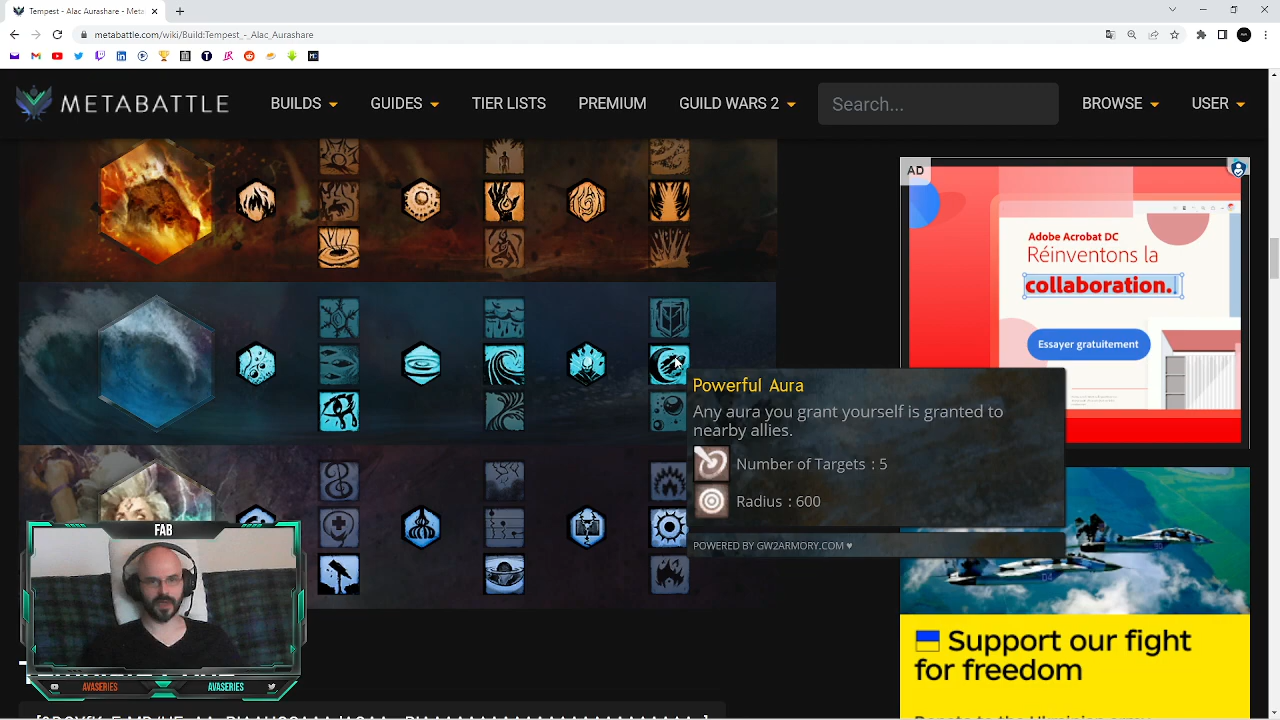 Tempest - Alac Aurashare - Meta
metabattle.com/wiki/Build:Tempest_-_Alac_Aurashare
METABATTLE
BUILDS
GUIDES
TIER LISTS
PREMIUM
GUILD WARS 2
Search...
BROWSE
USER
AD
Adobe Acrobat DC
Réinventons la
collaboration.
Essayer gratuitement
Powerful Aura
Any aura you grant yourself is granted to
nearby allies.
Number of Targets : 5
Radius : 600
POWERED BY GW2ARMORY.COM ♥
Support our fight
for freedom
FAB
AVASERIES
AVASERIES